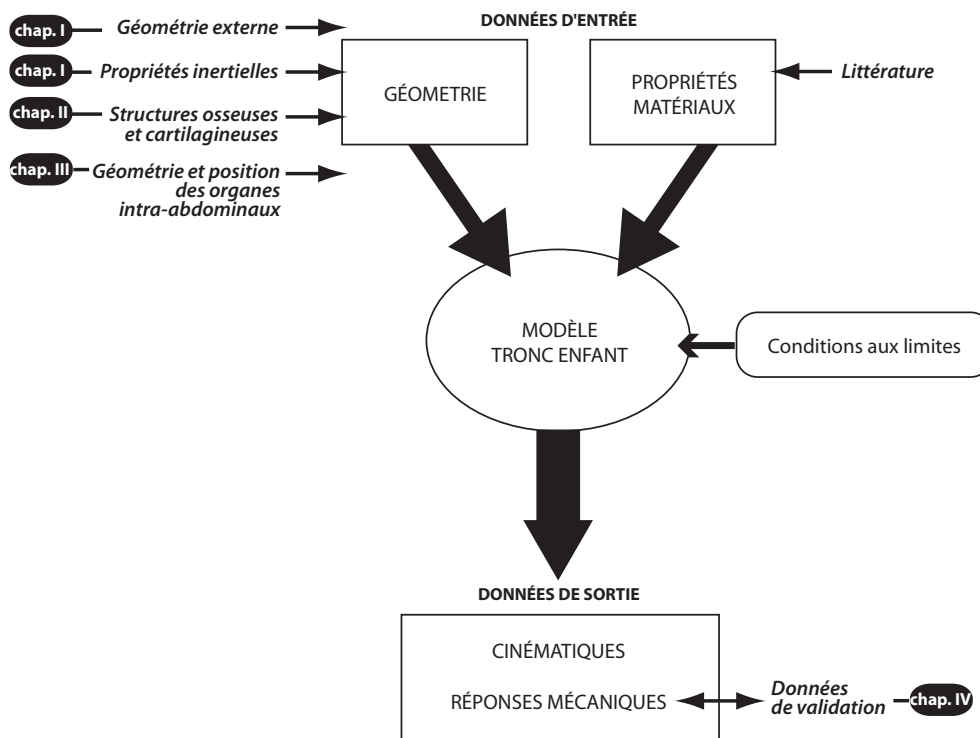 DONNÉES D'ENTRÉE
chap. I
Géométrie externe
chap. I
Propriétés inertielles
chap. II
Structures osseuses
et cartilagineuses
chap. III
Géométrie et position
des organes
intra-abdominaux
GÉOMETRIE
PROPRIÉTÉS
MATÉRIAUX
Littérature
MODÈLE
TRONC ENFANT
Conditions aux limites
DONNÉES DE SORTIE
CINÉMATIQUES
RÉPONSES MÉCANIQUES
Données
de validation
chap. IV